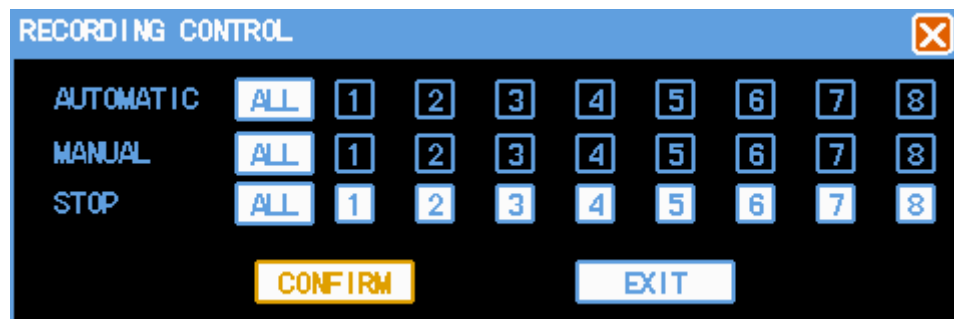 RECORDING CONTROL
AUTOMATIC ALL 1 2 3 4 5 6 7 8
MANUAL ALL 1 2 3 4 5 6 7 8
STOP ALL 1 2 3 4 5 6 7 8
CONFIRM EXIT